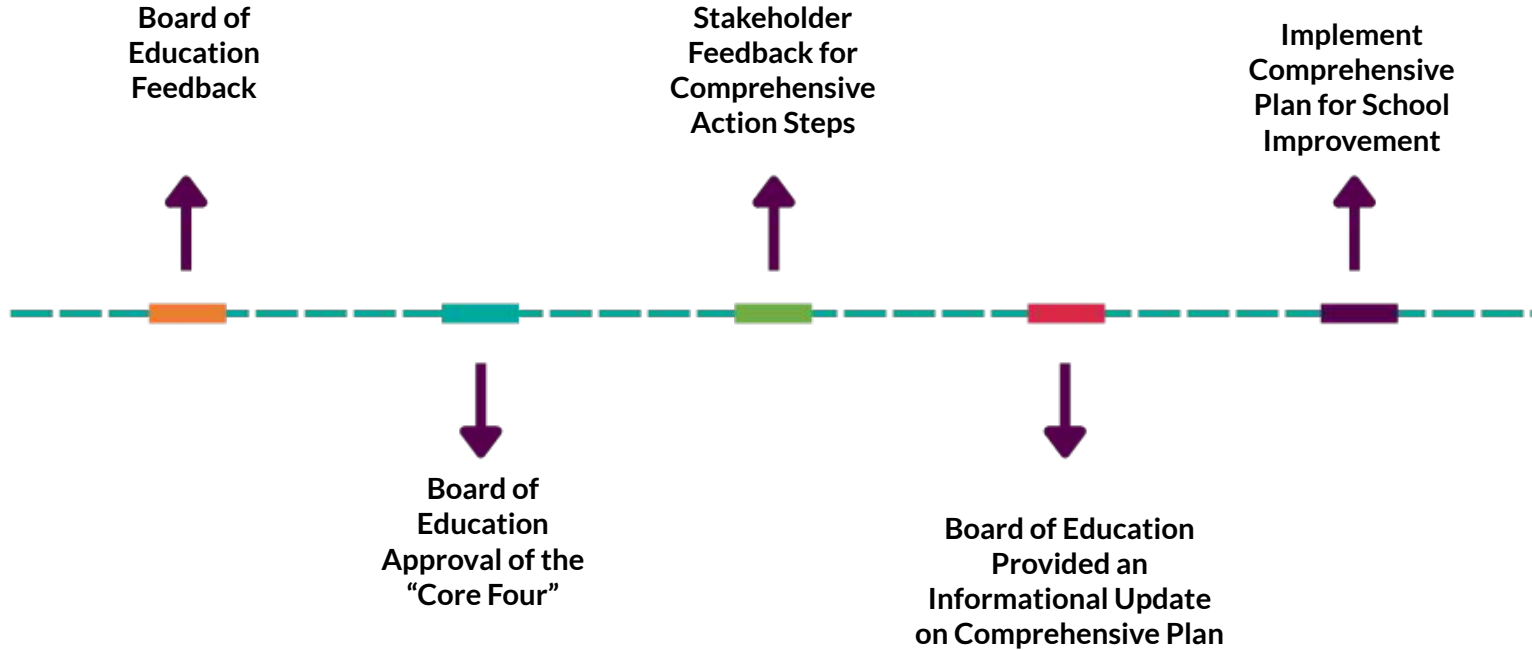 Board of
Education
Feedback
Board of
Education
Approval of the
“Core Four”
Stakeholder
Feedback for
Comprehensive
Action Steps
Board of Education
Provided an
Informational Update
on Comprehensive Plan
Implement
Comprehensive
Plan for School
Improvement